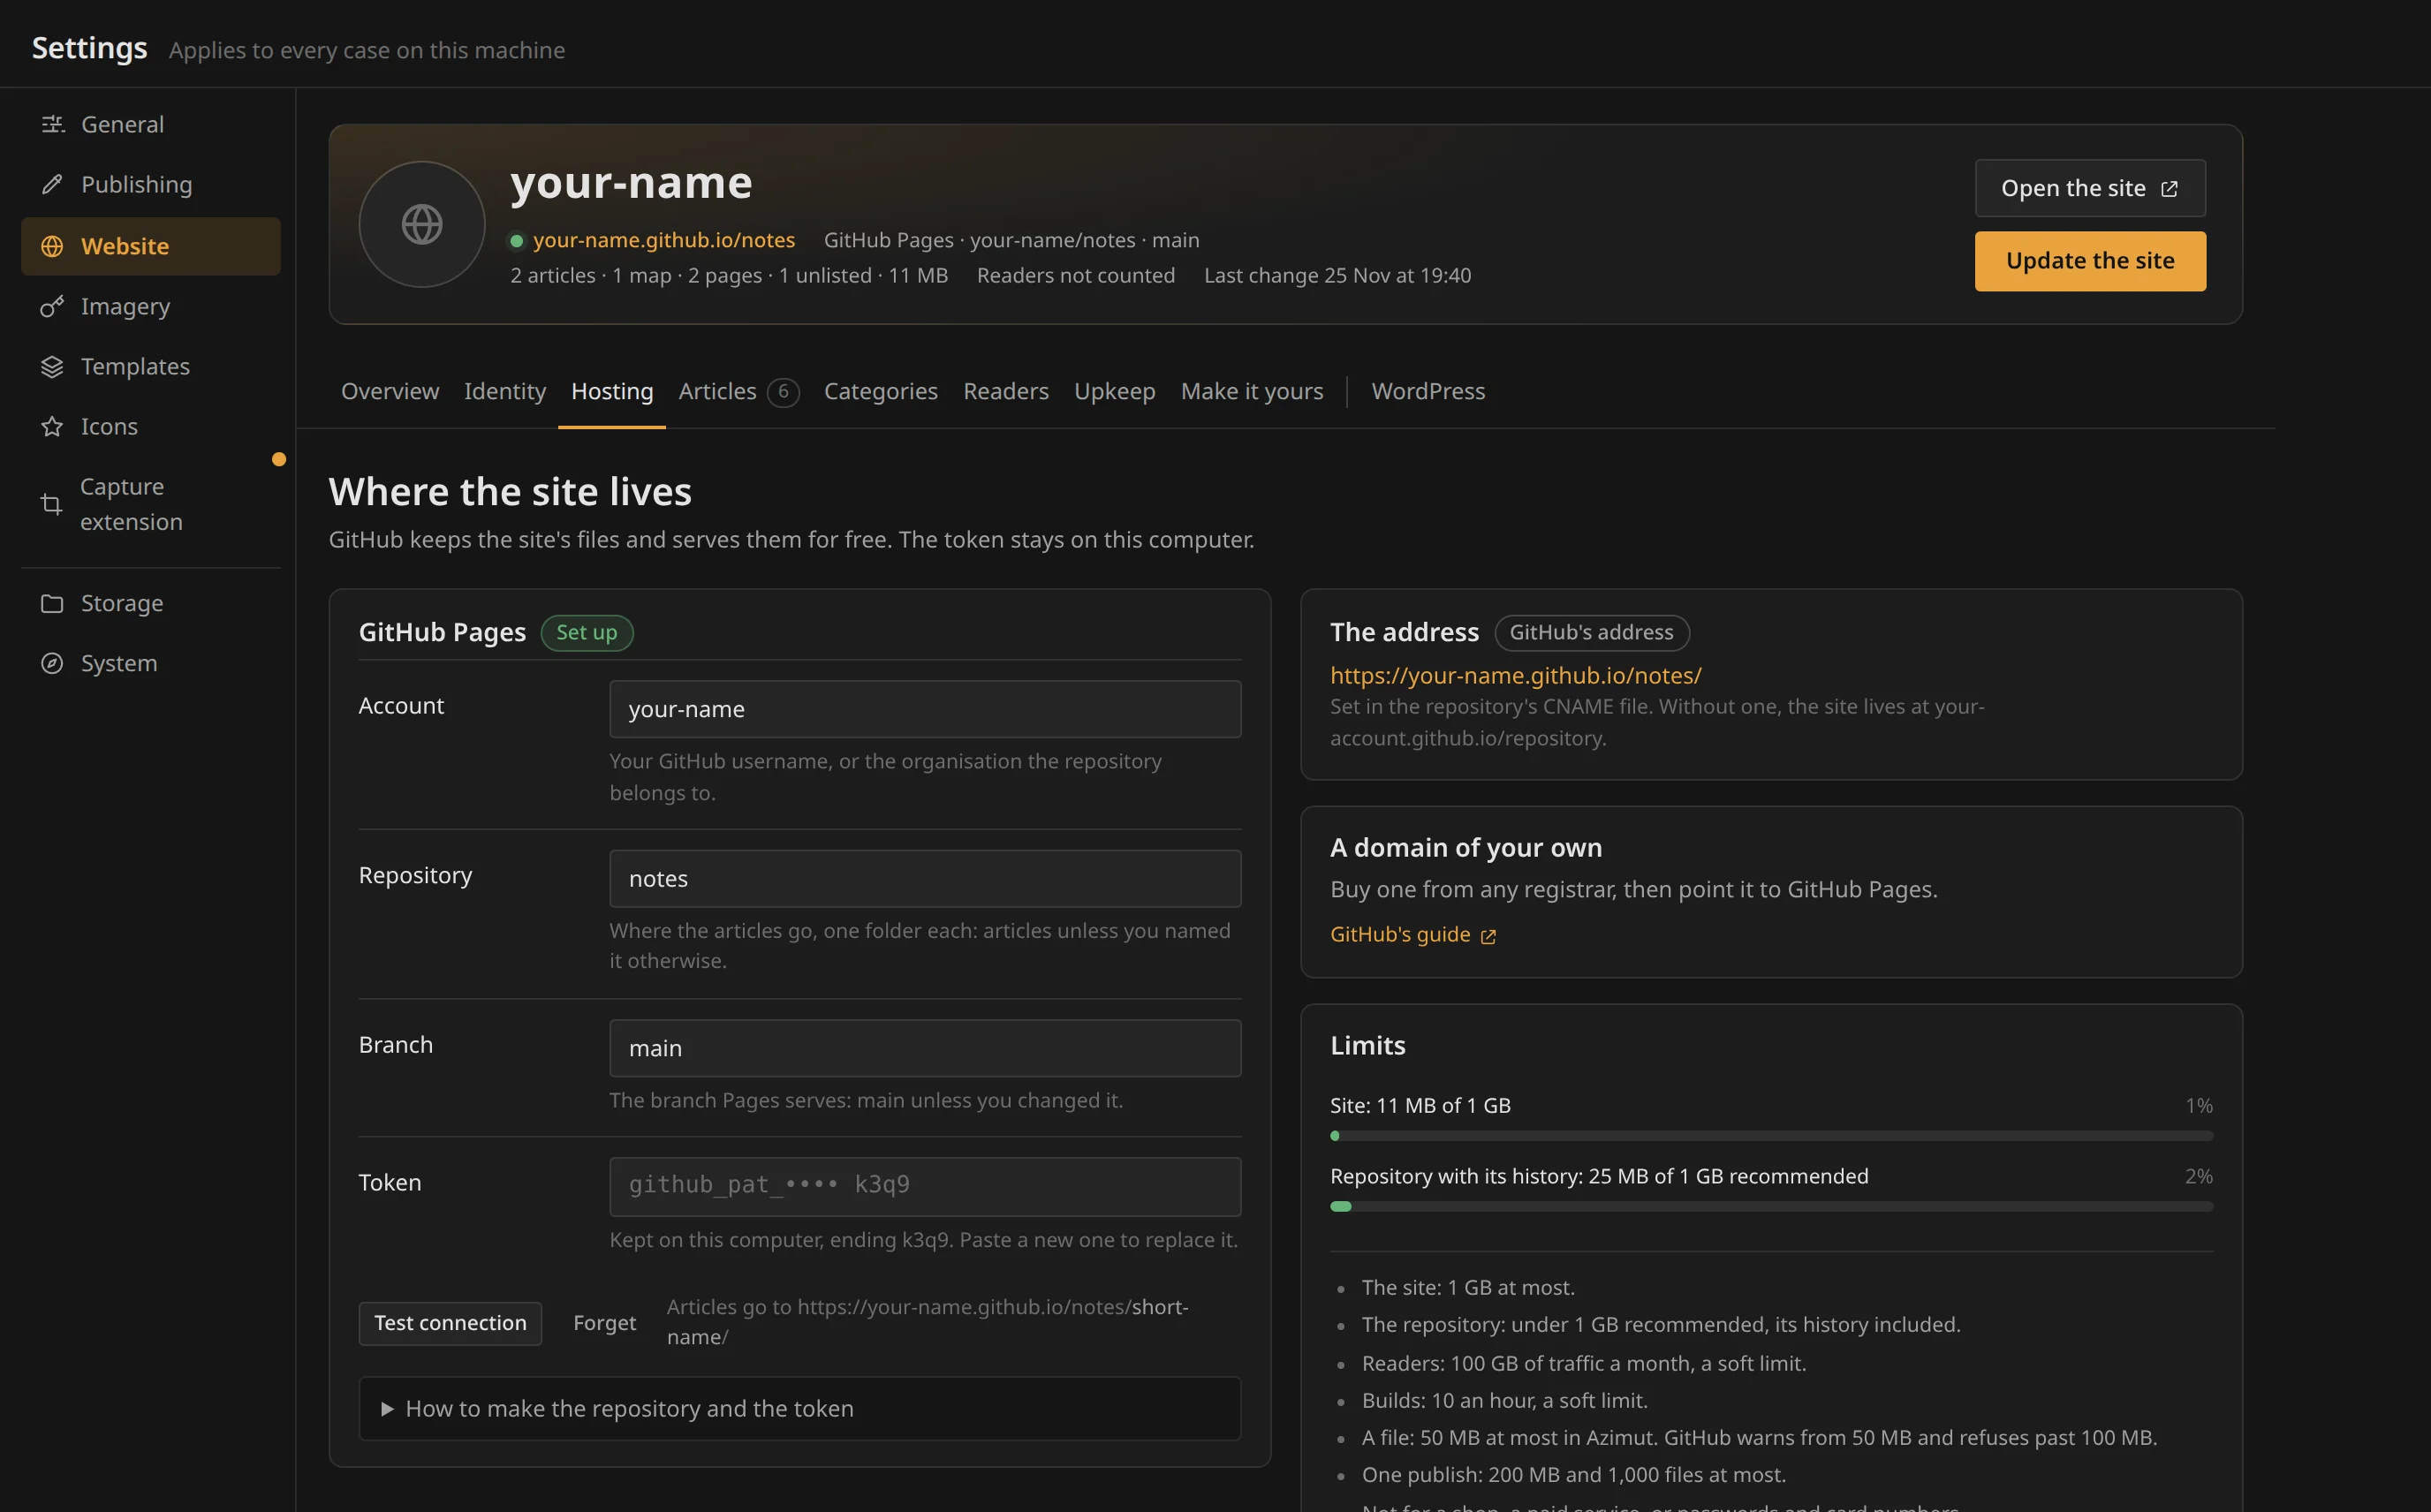 Settings Applies to every case on this machine
General
Publishing
Website
Imagery
Templates
Icons
Capture
extension
Storage
System
your-name
your-name.github.io/notes GitHub Pages · your-name/notes · main
2 articles · 1 map · 2 pages · 1 unlisted · 11 MB Readers not counted Last change 25 Nov at 19:40
Open the site
Update the site
Overview Identity Hosting Articles 6 Categories Readers Upkeep Make it yours WordPress
Where the site lives
GitHub keeps the site's files and serves them for free. The token stays on this computer.
GitHub Pages Set up
Account
your-name
Your GitHub username, or the organisation the repository
belongs to.
Repository
notes
Where the articles go, one folder each: articles unless you named
it otherwise.
Branch
main
The branch Pages serves: main unless you changed it.
Token
github_pat_•••• k3q9
Kept on this computer, ending k3q9. Paste a new one to replace it.
Test connection
Forget
Articles go to https://your-name.github.io/notes/short-
name/
▶ How to make the repository and the token
The address GitHub's address
https://your-name.github.io/notes/
Set in the repository's CNAME file. Without one, the site lives at your-
account.github.io/repository.
A domain of your own
Buy one from any registrar, then point it to GitHub Pages.
GitHub's guide
Limits
Site: 11 MB of 1 GB 1%
Repository with its history: 25 MB of 1 GB recommended 2%
• The site: 1 GB at most.
• The repository: under 1 GB recommended, its history included.
• Readers: 100 GB of traffic a month, a soft limit.
• Builds: 10 an hour, a soft limit.
• A file: 50 MB at most in Azimut. GitHub warns from 50 MB and refuses past 100 MB.
• One publish: 200 MB and 1,000 files at most.
Not for a shop, a paid service, or passwords and card numbers.